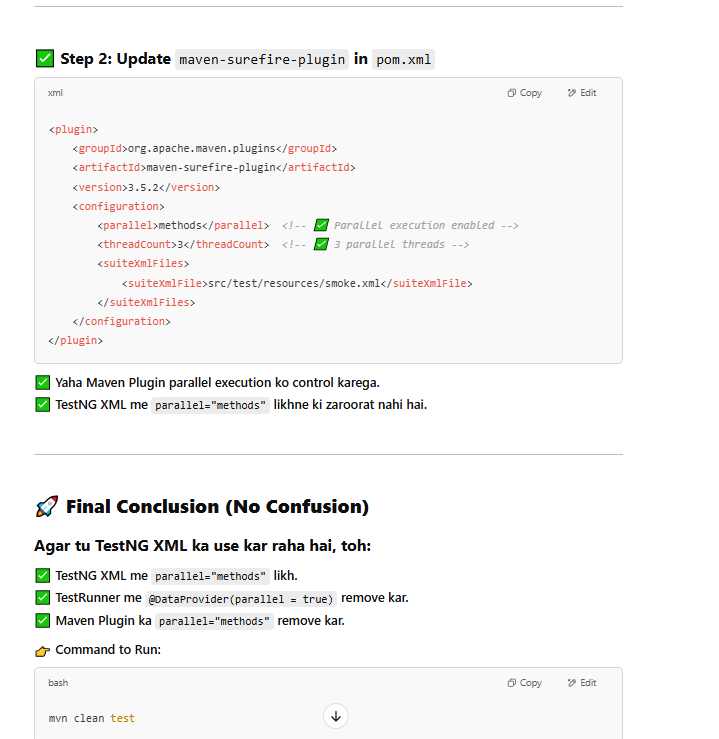 ✅ Step 2: Update maven-surefire-plugin in pom.xml
xml
Copy
Edit
<plugin>
    <groupId>org.apache.maven.plugins</groupId>
    <artifactId>maven-surefire-plugin</artifactId>
    <version>3.5.2</version>
    <configuration>
        <parallel>methods</parallel>  <!-- ✅ Parallel execution enabled -->
        <threadCount>3</threadCount>  <!-- ✅ 3 parallel threads -->
        <suiteXmlFiles>
            <suiteXmlFile>src/test/resources/smoke.xml</suiteXmlFile>
        </suiteXmlFiles>
    </configuration>
</plugin>
✅ Yaha Maven Plugin parallel execution ko control karega.
✅ TestNG XML me parallel="methods" likhne ki zaroorat nahi hai.
🚀 Final Conclusion (No Confusion)
Agar tu TestNG XML ka use kar raha hai, toh:
✅ TestNG XML me parallel="methods" likh.
✅ TestRunner me @DataProvider(parallel = true) remove kar.
✅ Maven Plugin ka parallel="methods" remove kar.
👉 Command to Run:
bash
Copy
Edit
mvn clean test